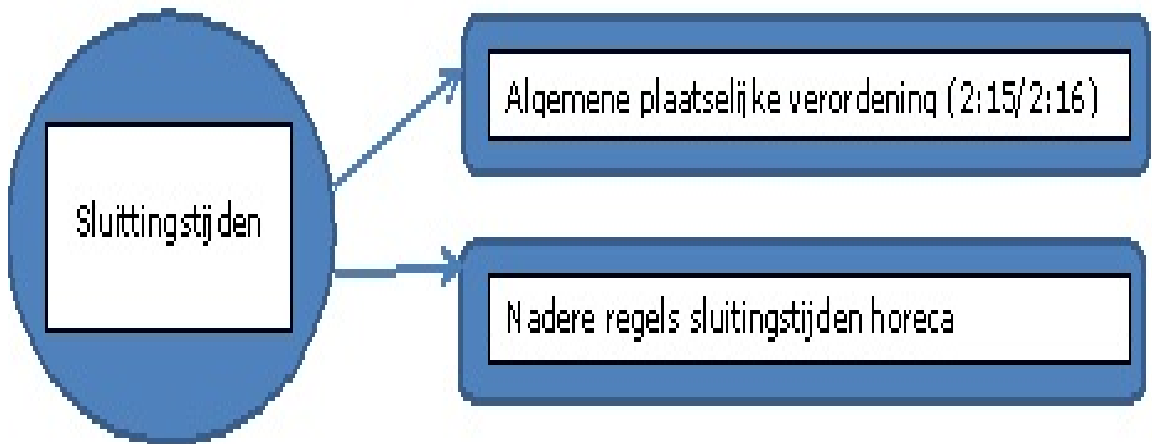 Sluittingstijden
Algemene plaatselijke verordening (2:15/2:16)
Nadere regels sluitingstijden horeca